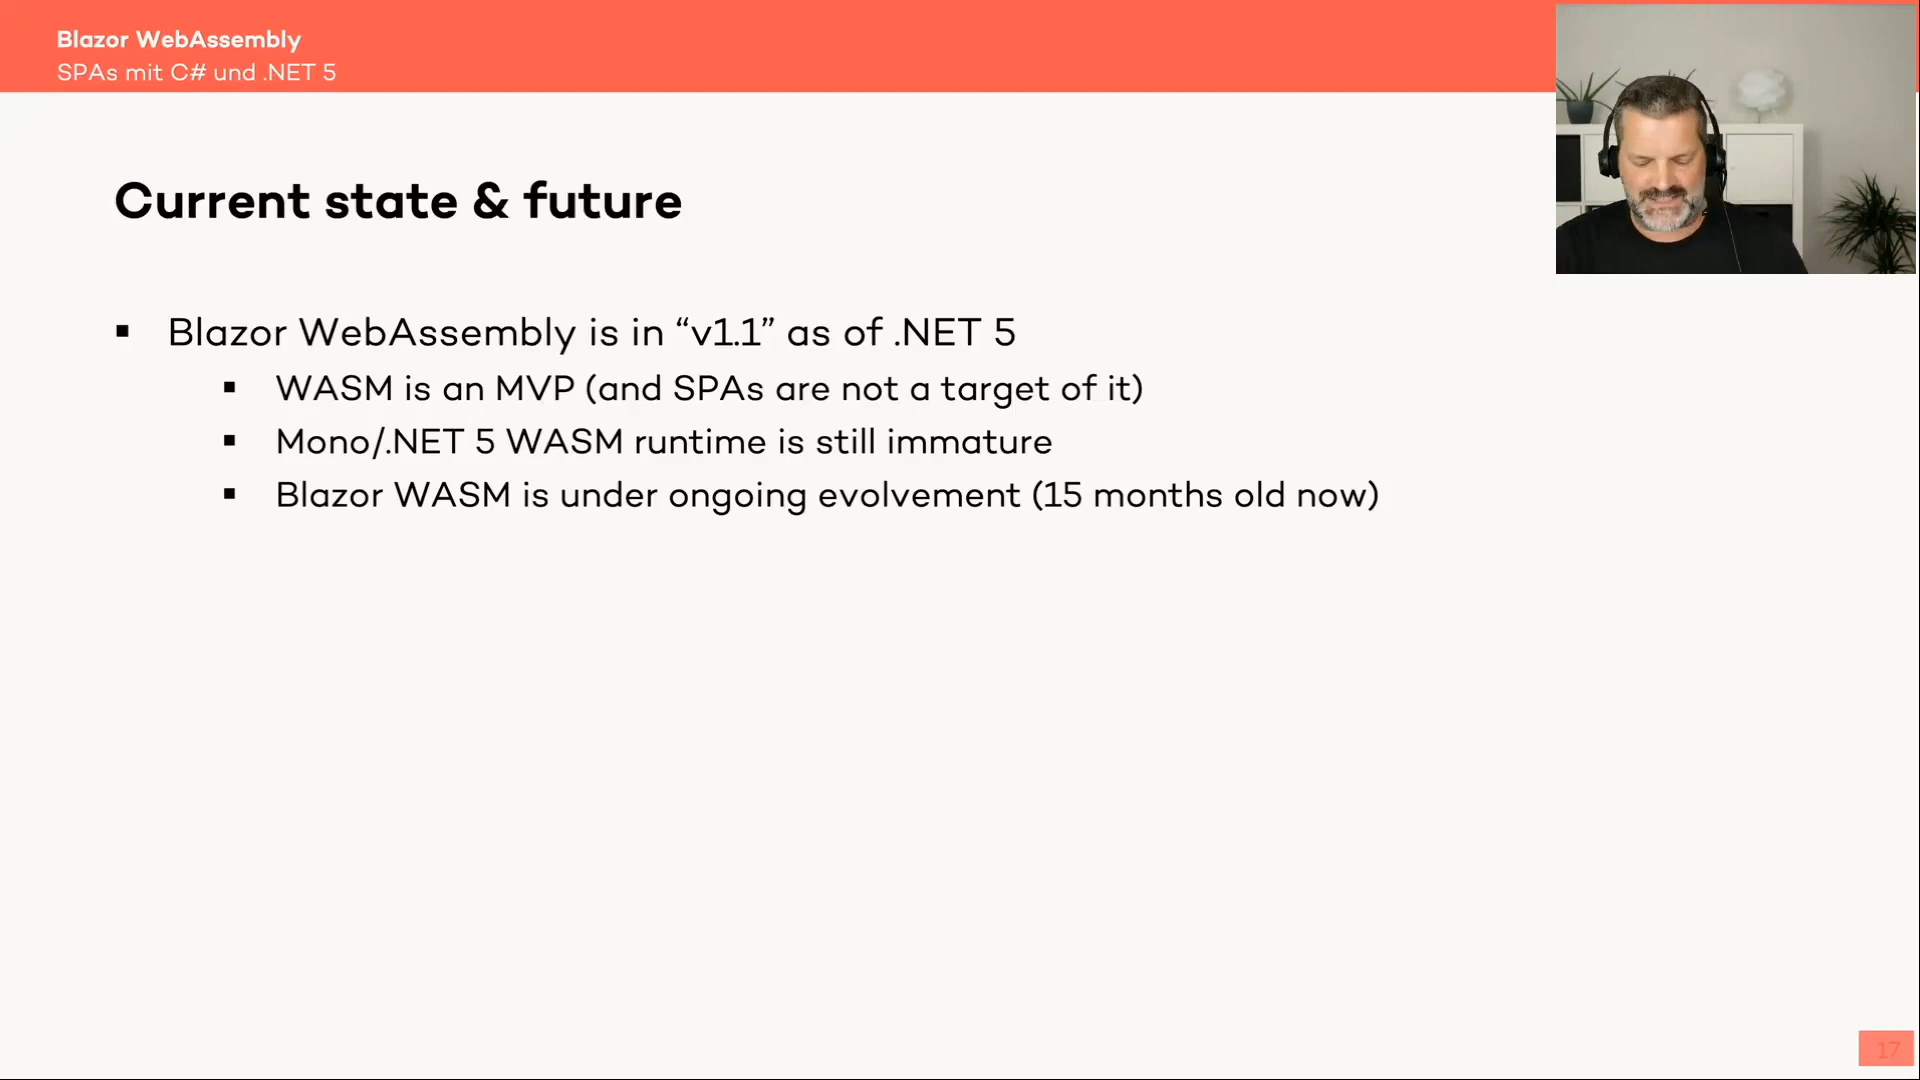 Blazor WebAssembly
SPAs mit C# und .NET 5
Current state & future
▪ Blazor WebAssembly is in “v1.1” as of .NET 5
▪ WASM is an MVP (and SPAs are not a target of it)
▪ Mono/.NET 5 WASM runtime is still immature
▪ Blazor WASM is under ongoing evolvement (15 months old now)
17